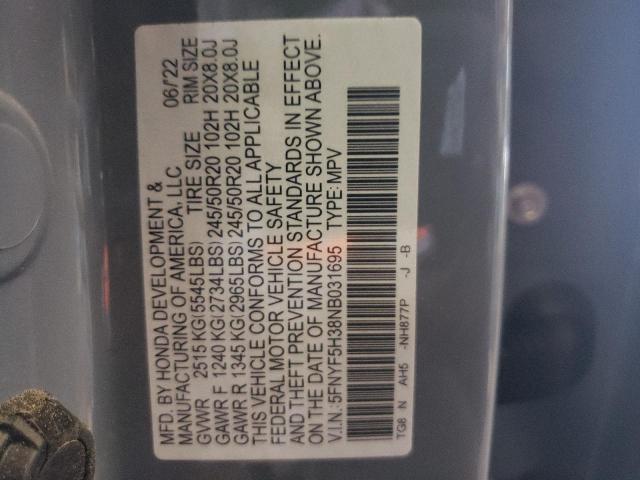 MFD. BY HONDA DEVELOPMENT &
MANUFACTURING OF AMERICA, LLC 06/22
GVWR 2515 KG(5545LBS) TIRE SIZE RIM SIZE
GAWR F 1240 KG(2734LBS) 245/50R20 102H 20X8.0J
GAWR R 1345 KG(2965LBS) 245/50R20 102H 20X8.0J
THIS VEHICLE CONFORMS TO ALL APPLICABLE
FEDERAL MOTOR VEHICLE SAFETY
AND THEFT PREVENTION STANDARDS IN EFFECT
ON THE DATE OF MANUFACTURE SHOWN ABOVE.
V.I.N.:5FNYF5H38NB031695 TYPE:MPV
TG8 N AH5 -NH877P -J -B